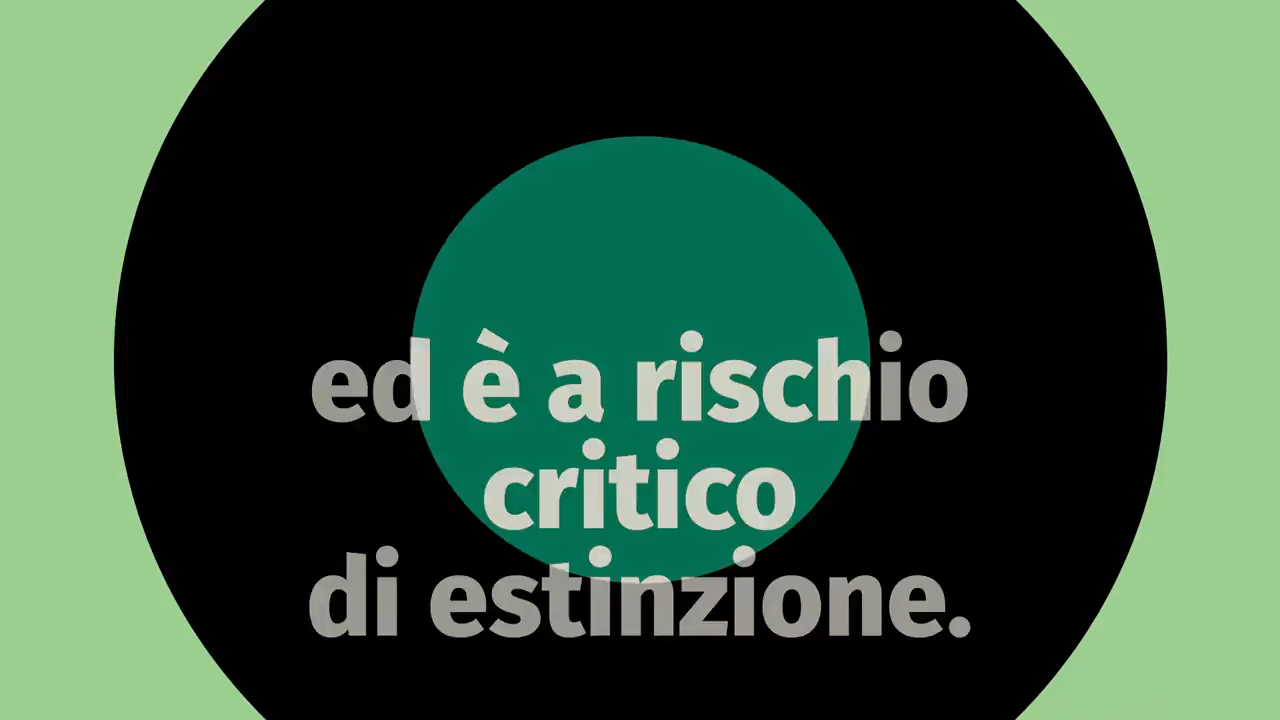 ed è a rischio
critico
di estinzione.